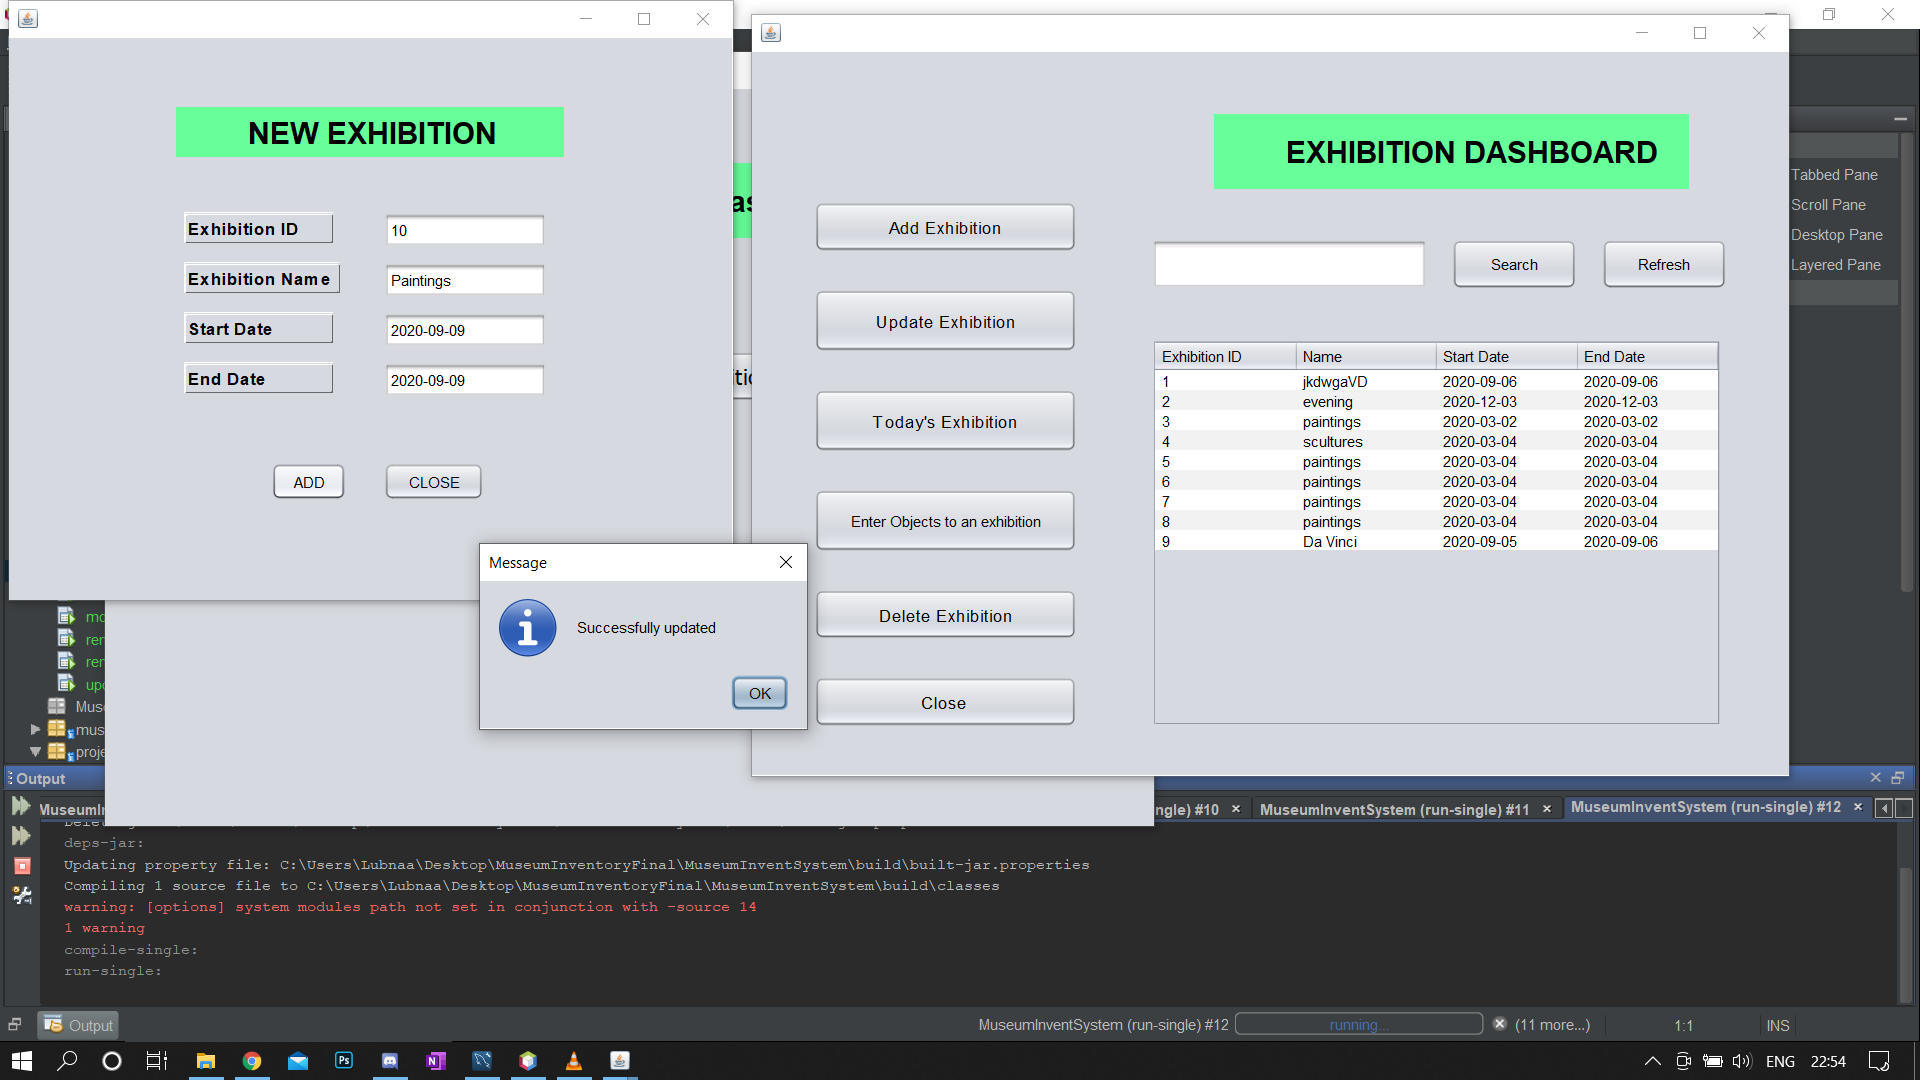 NEW EXHIBITION
Exhibition ID
10
Exhibition Name
Paintings
Start Date
2020-09-09
End Date
2020-09-09
ADD
CLOSE
Message
Successfully updated
OK
EXHIBITION DASHBOARD
Add Exhibition
Update Exhibition
Today's Exhibition
Enter Objects to an exhibition
Delete Exhibition
Close
Search
Refresh
Exhibition ID Name Start Date End Date
1 jkdwgaVD 2020-09-06 2020-09-06
2 evening 2020-12-03 2020-12-03
3 paintings 2020-03-02 2020-03-02
4 scultures 2020-03-04 2020-03-04
5 paintings 2020-03-04 2020-03-04
6 paintings 2020-03-04 2020-03-04
7 paintings 2020-03-04 2020-03-04
8 paintings 2020-03-04 2020-03-04
9 Da Vinci 2020-09-05 2020-09-06
Tabbed Pane
Scroll Pane
Desktop Pane
Layered Pane
Output
MuseumInventSystem (run-single) #11
MuseumInventSystem (run-single) #12
deps-jar:
Updating property file: C:\Users\Lubnaa\Desktop\MuseumInventoryFinal\MuseumInventSystem\build\built-jar.properties
Compiling 1 source file to C:\Users\Lubnaa\Desktop\MuseumInventoryFinal\MuseumInventSystem\build\classes
warning: [options] system modules path not set in conjunction with -source 14
1 warning
compile-single:
run-single:
Output
MuseumInventSystem (run-single) #12
running...
(11 more...)
1:1
INS
Ps
N
ENG
22:54